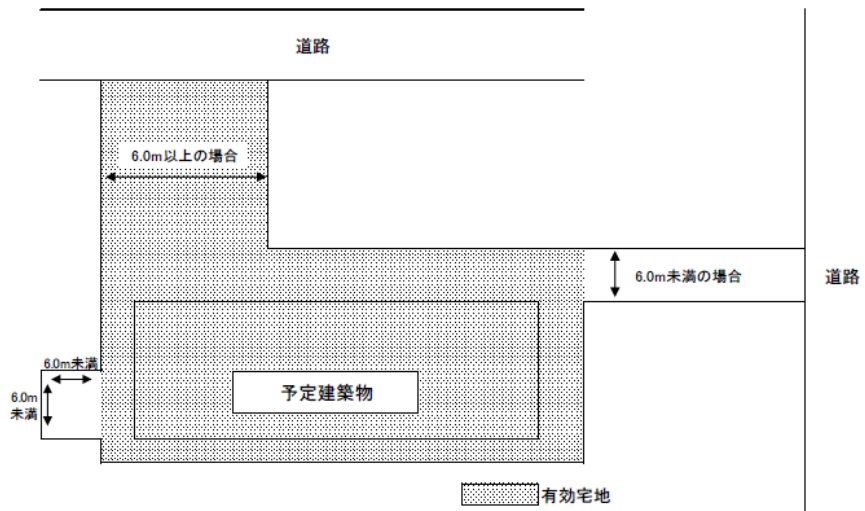 道路
6.0m以上の場合
6.0m未満の場合
道路
6.0m未満
6.0m
未満
予定建築物
有効宅地